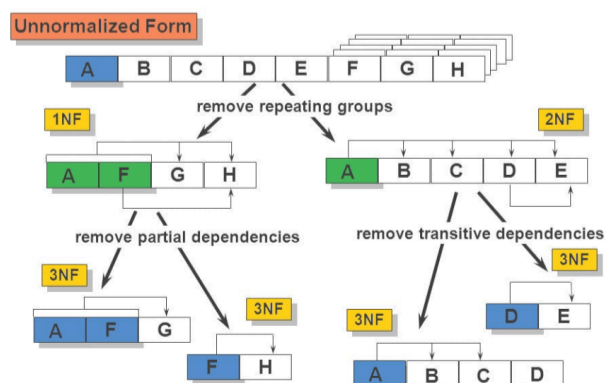 Unnormalized Form
A B C D E F G H
remove repeating groups
1NF
2NF
A F G H
A B C D E
remove partial dependencies
remove transitive dependencies
3NF
3NF
3NF
3NF
A F G
D E
F H
A B C D